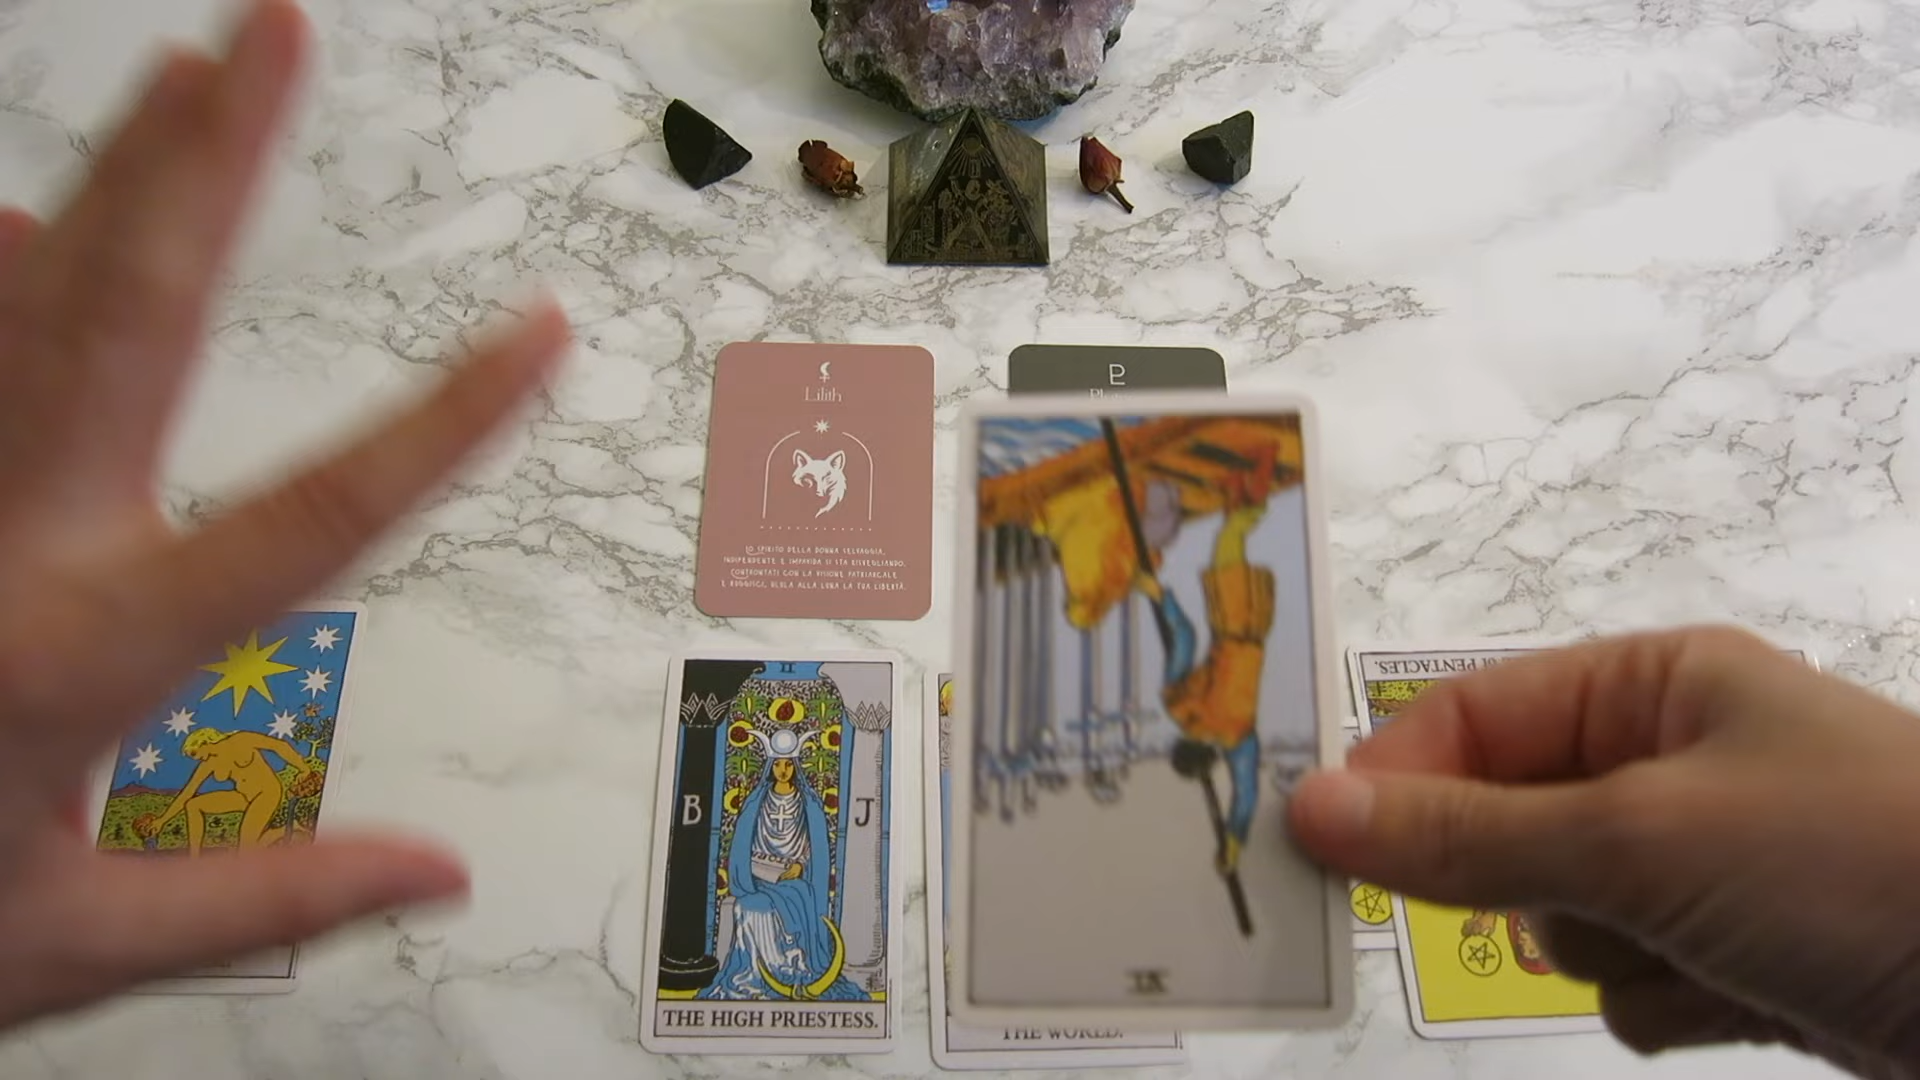 Lilith
LO SPIRITO DELLA DONNA SELVAGGIA,
INDIPENDENTE E IMPAVIDA SI STA RISVEGLIANDO.
CONFRONTATI CON LA VISIONE PATRIARCALE
E RUGGISCI, ULULA ALLA LUNA LA TUA LIBERTÀ.
II
B
J
THE HIGH PRIESTESS.
THE WORLD.
VI
of PENTACLES.